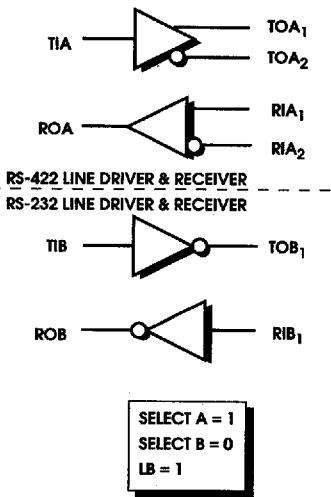 TIA TOA1
TOA2
ROA RIA1
RIA2
RS-422 LINE DRIVER & RECEIVER
RS-232 LINE DRIVER & RECEIVER
TIB TOB1
ROB RIB1
SELECT A = 1
SELECT B = 0
LB = 1